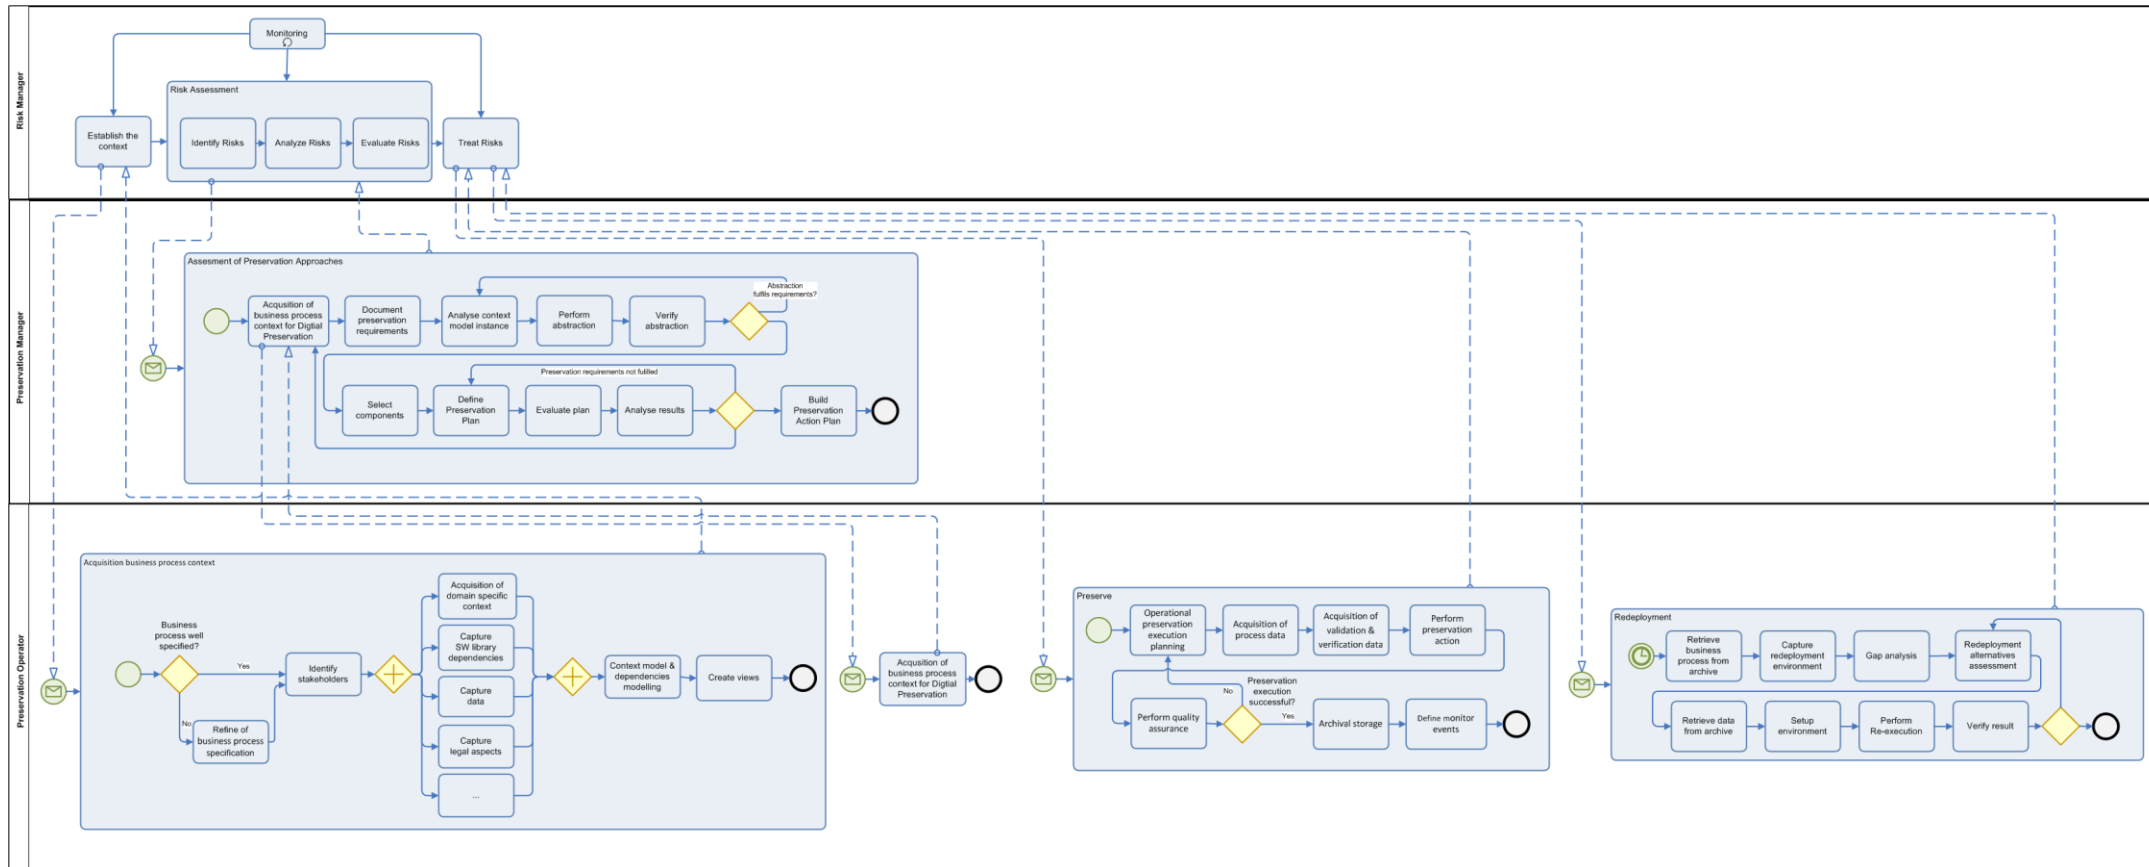 Risk Manager
Monitoring
Risk Assessment
Establish the
context
Identify Risks
Analyze Risks
Evaluate Risks
Treat Risks
Preservation Manager
Assesment of Preservation Approaches
Acqusition of
business process
context for Digtial
Preservation
Document
preservation
requirements
Analyse context
model instance
Perform
abstraction
Verify
abstraction
Abstraction
fulfils requirements?
Preservation requirements not fulilled
Select
components
Define
Preservation
Plan
Evaluate plan
Analyse results
Build
Preservation
Action Plan
Preservation Operator
Acquisition business process context
Business
process well
specified?
Yes
No
Refine of
business process
specification
Identify
stakeholders
Acquisition of
domain specific
context
Capture
SW library
dependencies
Capture
data
Capture
legal aspects
...
Context model &
dependencies
modelling
Create views
Acqusition of
business process
context for Digtial
Preservation
Preserve
Operational
preservation
execution
planning
Acquisition of
process data
Acquisition of
validation &
verification data
Perform
preservation
action
Perform quality
assurance
No
Preservation
execution
successful?
Yes
Archival storage
Define monitor
events
Redeployment
Retrieve
business
process from
archive
Capture
redeployment
environment
Gap analysis
Redeployment
alternatives
assessment
Retrieve data
from archive
Setup
environment
Perform
Re-execution
Verify result